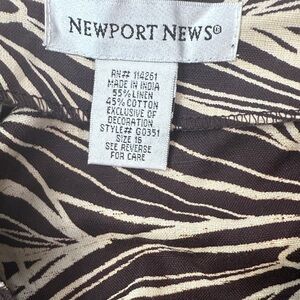 NEWPORT NEWS®
RN# 114261
MADE IN INDIA
55% LINEN
45% COTTON
EXCLUSIVE OF
DECORATION
STYLE# G0351
SIZE 16
SEE REVERSE
FOR CARE